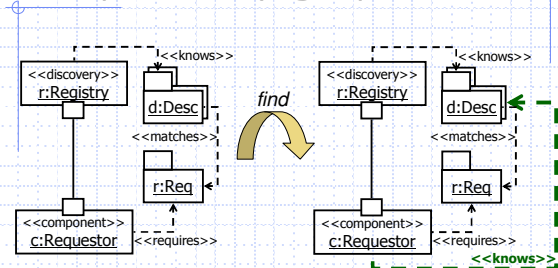 <<knows>>
<<discovery>>
r:Registry
d:Desc
<<matches>>
r:Req
<<component>>
c:Requestor
<<requires>>
find
<<knows>>
<<discovery>>
r:Registry
d:Desc
<<matches>>
r:Req
<<component>>
c:Requestor
<<requires>>
<<knows>>